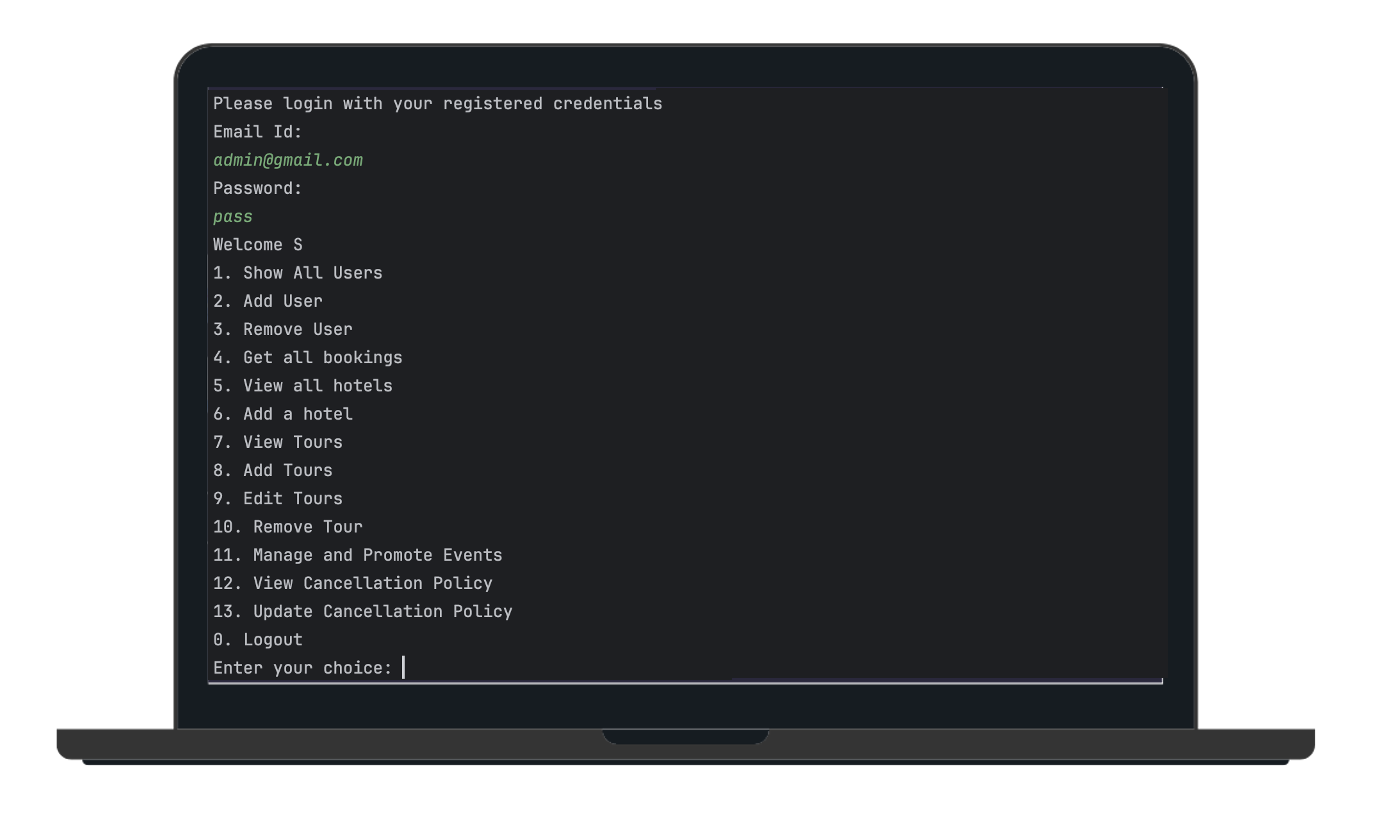 Please login with your registered credentials
Email Id:
admin@gmail.com
Password:
pass
Welcome S
1. Show All Users
2. Add User
3. Remove User
4. Get all bookings
5. View all hotels
6. Add a hotel
7. View Tours
8. Add Tours
9. Edit Tours
10. Remove Tour
11. Manage and Promote Events
12. View Cancellation Policy
13. Update Cancellation Policy
0. Logout
Enter your choice: